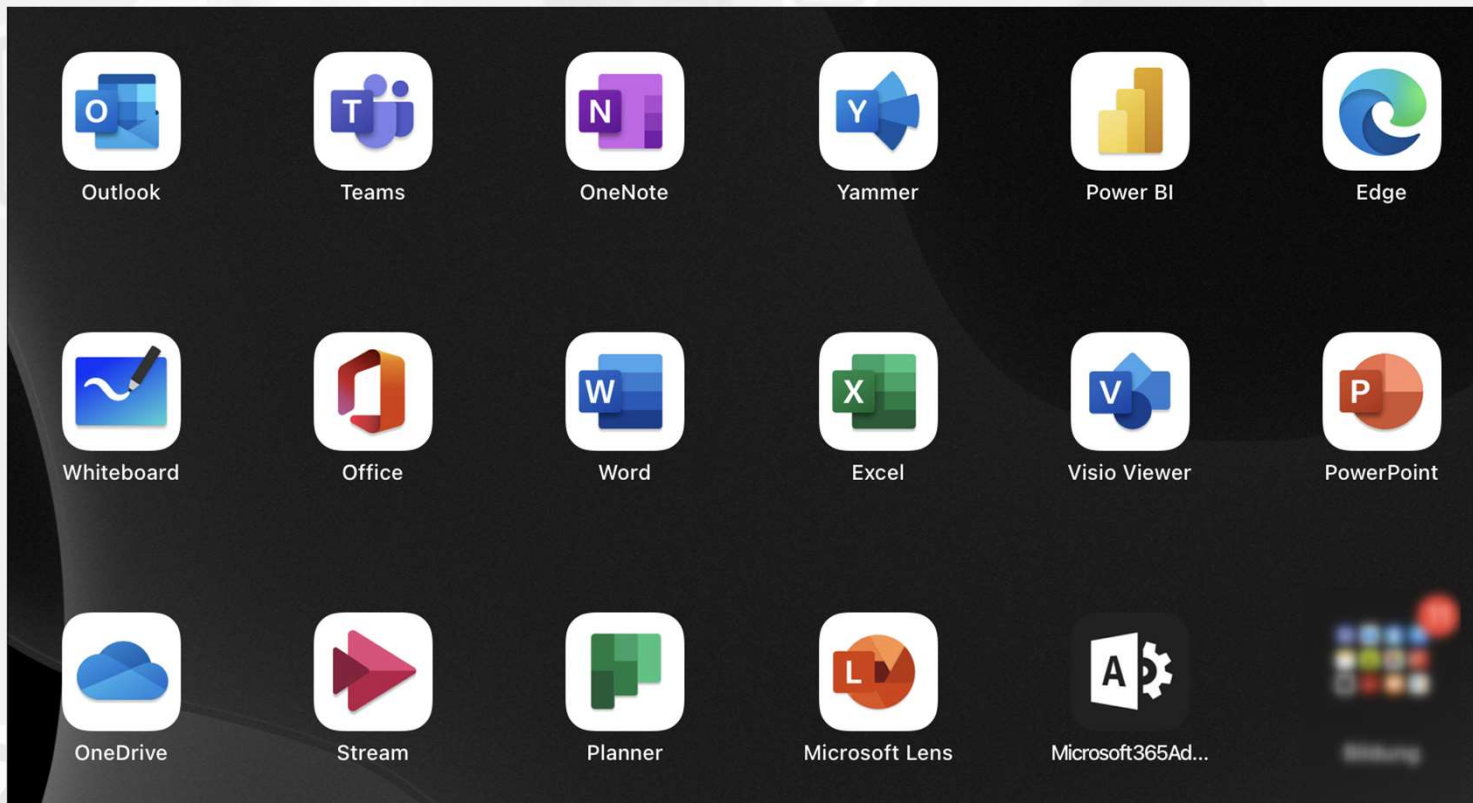 O
T
N
Y
Outlook
Teams
OneNote
Yammer
Power BI
Edge
W
X
V
P
Whiteboard
Office
Word
Excel
Visio Viewer
PowerPoint
L
A
OneDrive
Stream
Planner
Microsoft Lens
Microsoft365Ad...